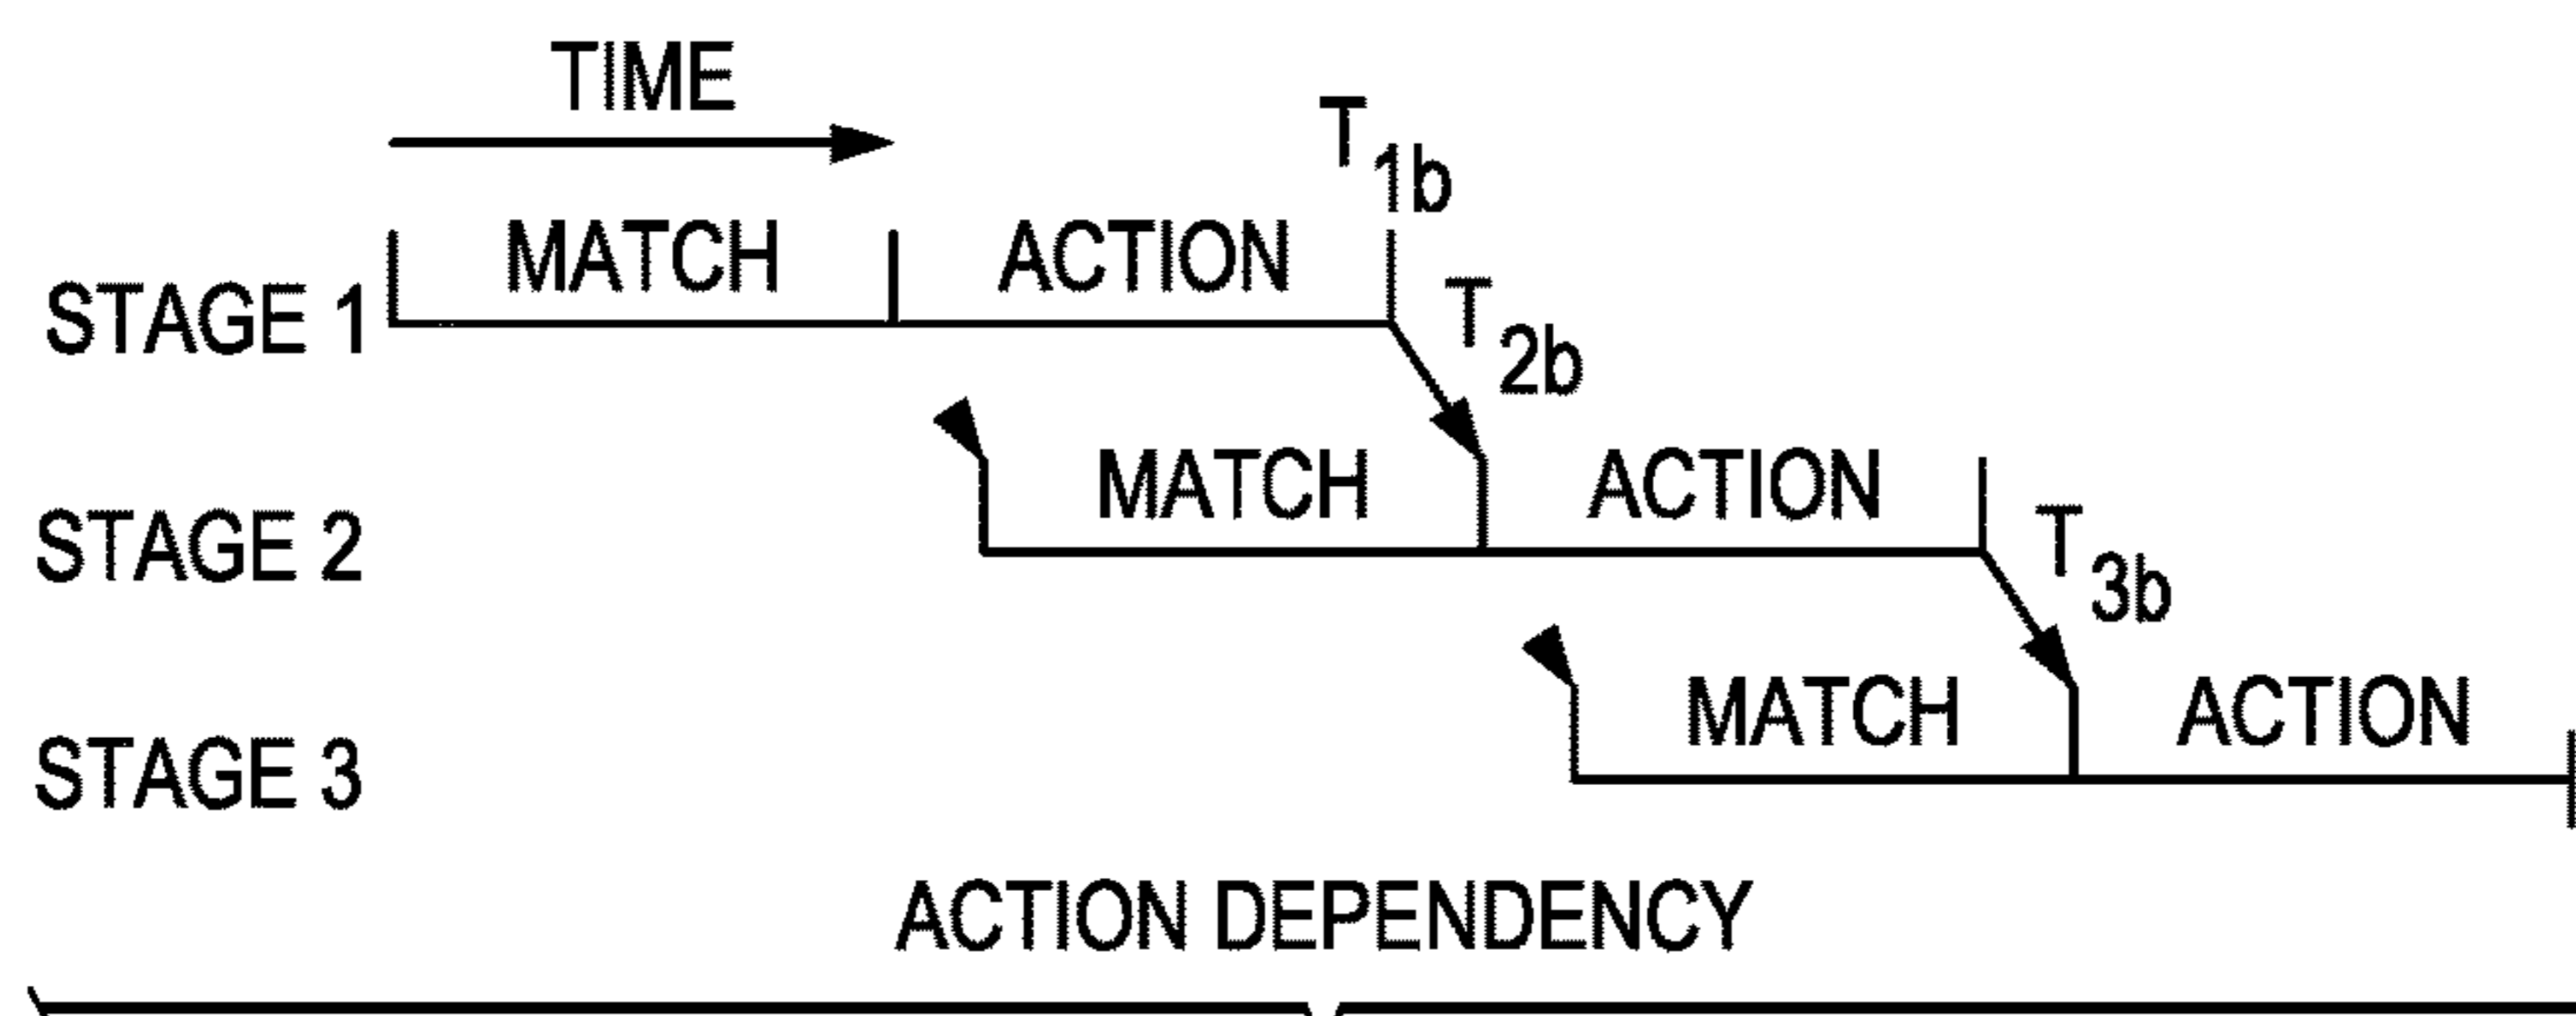 TIME
T1b
MATCH ACTION
STAGE 1
T2b
MATCH ACTION
STAGE 2
T3b
MATCH ACTION
STAGE 3
ACTION DEPENDENCY